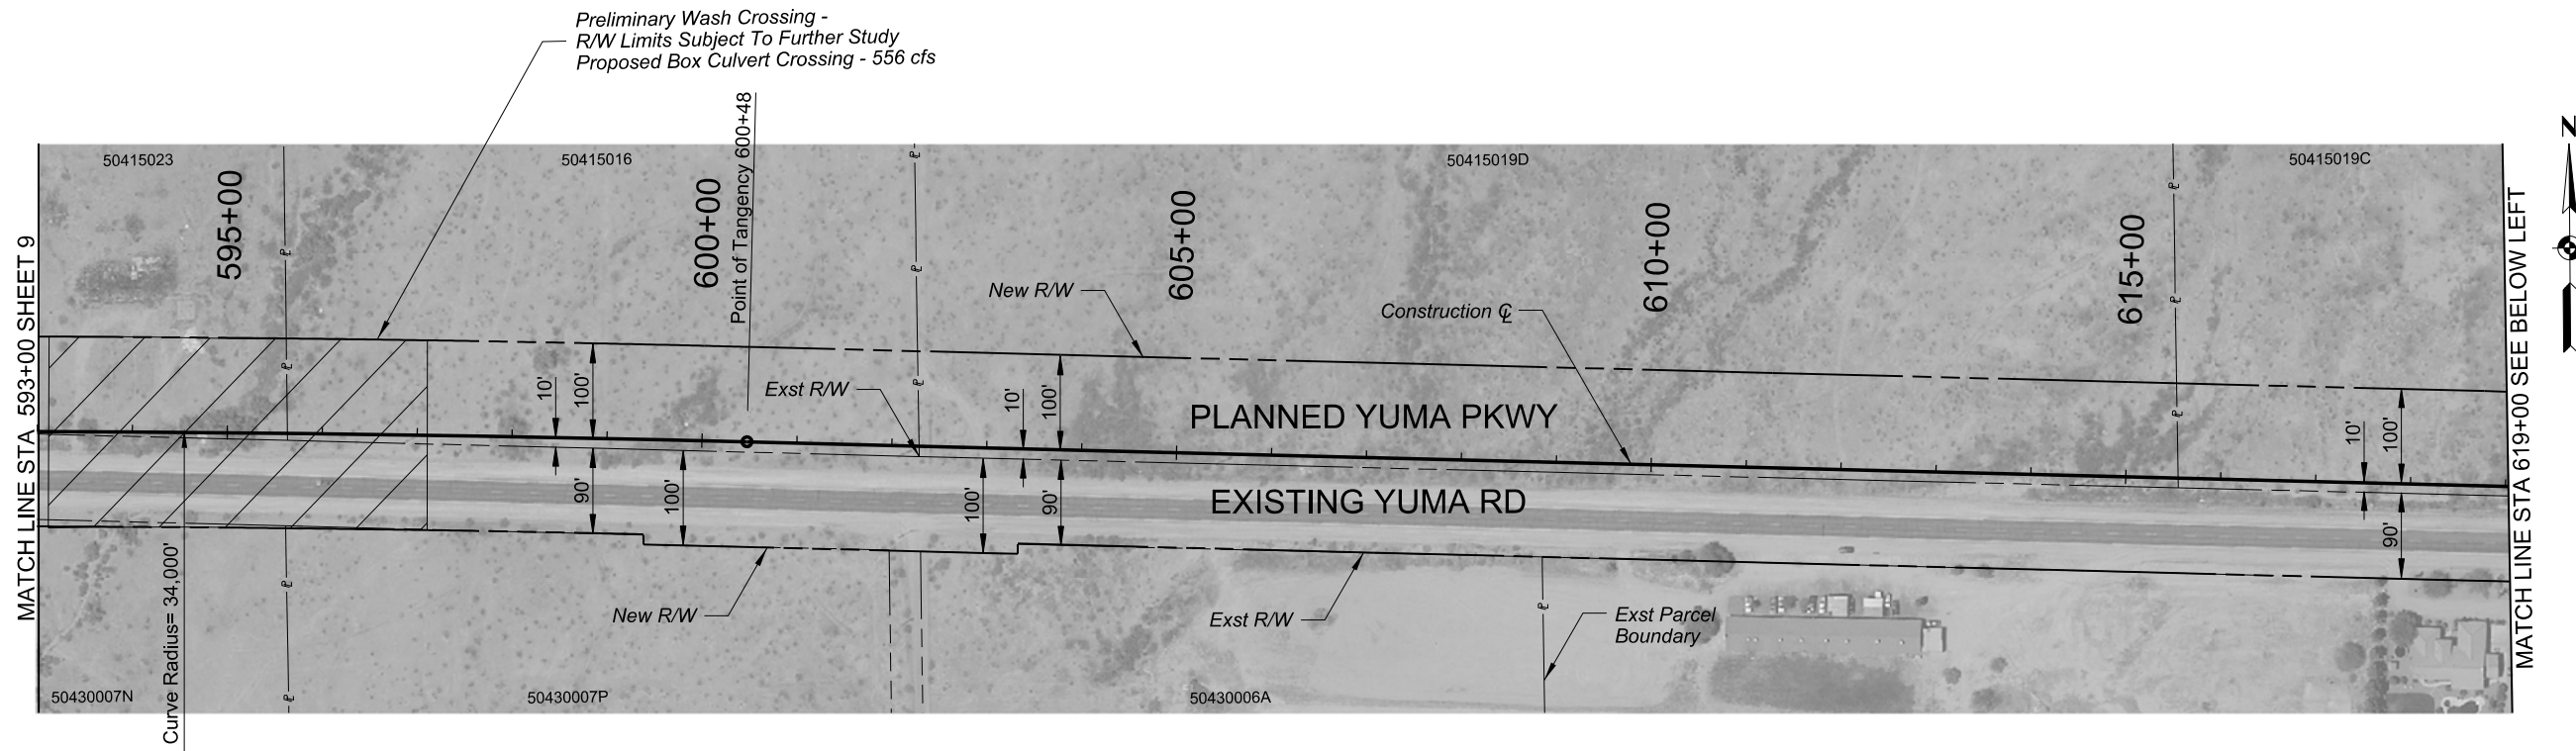 Preliminary Wash Crossing -
R/W Limits Subject To Further Study
Proposed Box Culvert Crossing - 556 cfs
Point of Tangency 600+48
50415023
50415016
50415019D
50415019C
N
595+00
600+00
605+00
610+00
615+00
MATCH LINE STA 593+00 SHEET 9
MATCH LINE STA 619+00 SEE BELOW LEFT
New R/W
Construction ℄
Exst R/W
10'
100'
10'
100'
10'
100'
PLANNED YUMA PKWY
EXISTING YUMA RD
90'
100'
100'
90'
90'
Curve Radius= 34,000'
New R/W
Exst R/W
Exst Parcel
Boundary
50430007N
50430007P
50430006A
℄
℄
℄
℄
℄
℄
℄
℄
℄
℄
℄